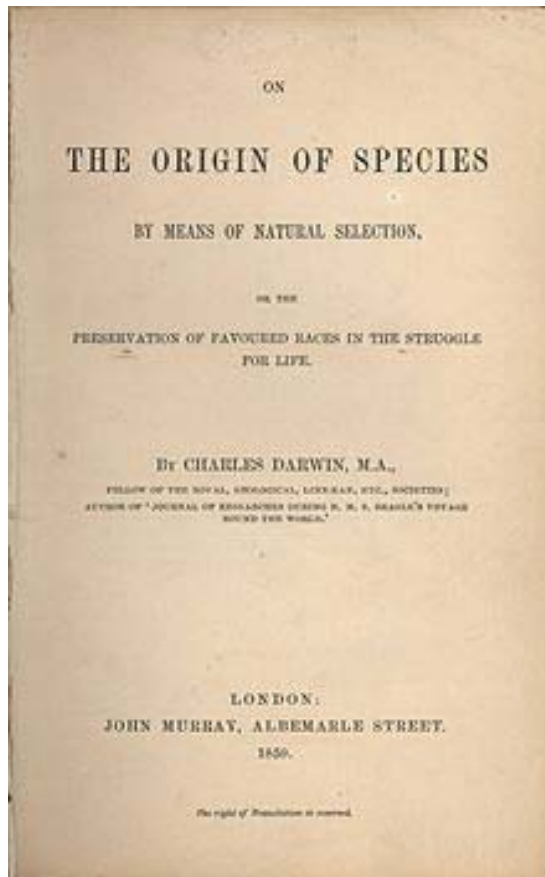 ON
THE ORIGIN OF SPECIES
BY MEANS OF NATURAL SELECTION,
OR THE
PRESERVATION OF FAVOURED RACES IN THE STRUGGLE
FOR LIFE.
BY CHARLES DARWIN, M.A.,
FELLOW OF THE ROYAL, GEOLOGICAL, LINNÆAN, ETC., SOCIETIES;
AUTHOR OF 'JOURNAL OF RESEARCHES DURING H. M. S. BEAGLE'S VOYAGE
ROUND THE WORLD.'
LONDON:
JOHN MURRAY, ALBEMARLE STREET.
1859.
The right of Translation is reserved.